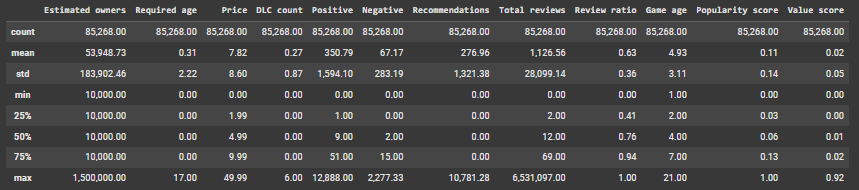 Estimated owners Required age Price DLC count Positive Negative Recommendations Total reviews Review ratio Game age Popularity score Value score
count 85,268.00 85,268.00 85,268.00 85,268.00 85,268.00 85,268.00 85,268.00 85,268.00 85,268.00 85,268.00 85,268.00 85,268.00
mean 53,948.73 0.31 7.82 0.27 350.79 67.17 276.96 1,126.56 0.63 4.93 0.11 0.02
std 183,902.46 2.22 8.60 0.87 1,594.10 283.19 1,321.38 28,099.14 0.36 3.11 0.14 0.05
min 10,000.00 0.00 0.00 0.00 0.00 0.00 0.00 0.00 0.00 1.00 0.00 0.00
25% 10,000.00 0.00 1.99 0.00 1.00 0.00 0.00 2.00 0.41 2.00 0.03 0.00
50% 10,000.00 0.00 4.99 0.00 9.00 2.00 0.00 12.00 0.76 4.00 0.06 0.01
75% 10,000.00 0.00 9.99 0.00 51.00 15.00 0.00 69.00 0.94 7.00 0.13 0.02
max 1,500,000.00 17.00 49.99 6.00 12,888.00 2,277.33 10,781.28 6,531,097.00 1.00 21.00 1.00 0.92